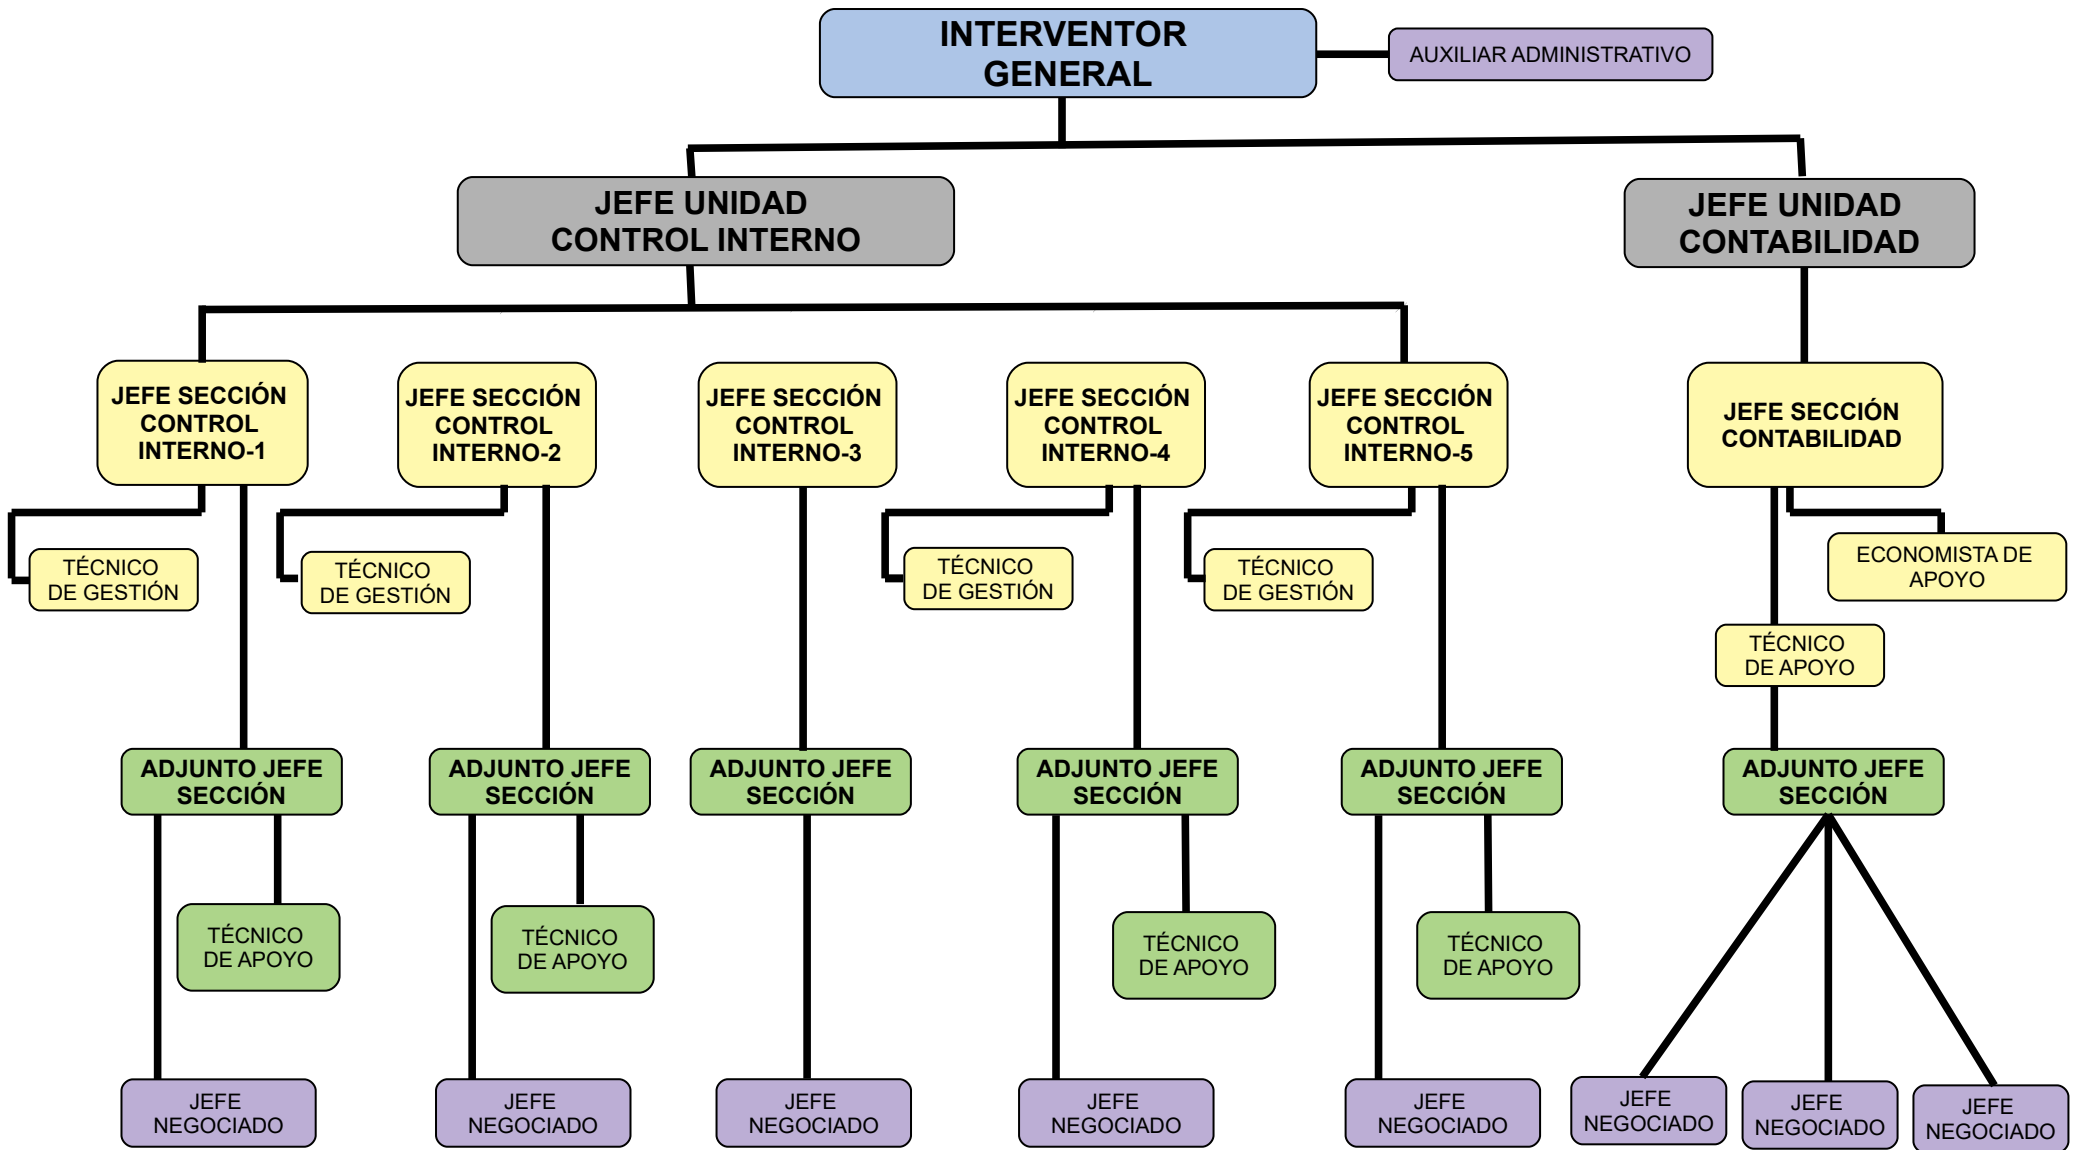 INTERVENTOR
GENERAL
AUXILIAR ADMINISTRATIVO
JEFE UNIDAD
CONTROL INTERNO
JEFE UNIDAD
CONTABILIDAD
JEFE SECCIÓN
CONTROL
INTERNO-1
JEFE SECCIÓN
CONTROL
INTERNO-2
JEFE SECCIÓN
CONTROL
INTERNO-3
JEFE SECCIÓN
CONTROL
INTERNO-4
JEFE SECCIÓN
CONTROL
INTERNO-5
JEFE SECCIÓN
CONTABILIDAD
TÉCNICO
DE GESTIÓN
TÉCNICO
DE GESTIÓN
TÉCNICO
DE GESTIÓN
TÉCNICO
DE GESTIÓN
ECONOMISTA DE
APOYO
TÉCNICO
DE APOYO
ADJUNTO JEFE
SECCIÓN
ADJUNTO JEFE
SECCIÓN
ADJUNTO JEFE
SECCIÓN
ADJUNTO JEFE
SECCIÓN
ADJUNTO JEFE
SECCIÓN
ADJUNTO JEFE
SECCIÓN
TÉCNICO
DE APOYO
TÉCNICO
DE APOYO
TÉCNICO
DE APOYO
TÉCNICO
DE APOYO
JEFE
NEGOCIADO
JEFE
NEGOCIADO
JEFE
NEGOCIADO
JEFE
NEGOCIADO
JEFE
NEGOCIADO
JEFE
NEGOCIADO
JEFE
NEGOCIADO
JEFE
NEGOCIADO